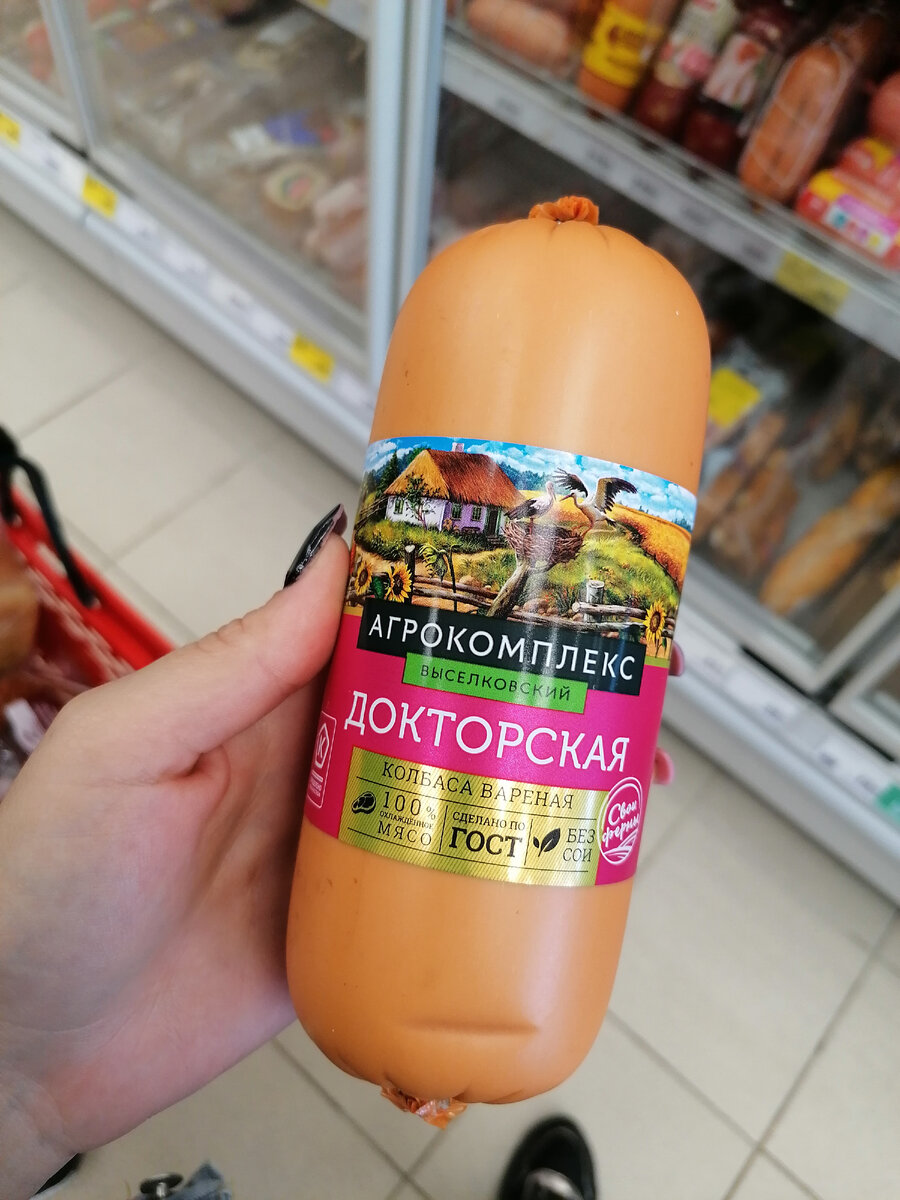 АГРОКОМПЛЕКС
ВЫСЕЛКОВСКИЙ
ДОКТОРСКАЯ
КОЛБАСА ВАРЕНАЯ
100%
ОХЛАЖДЁННОЕ
МЯСО
СДЕЛАНО ПО
ГОСТ
БЕЗ
СОИ
Свои
фермы